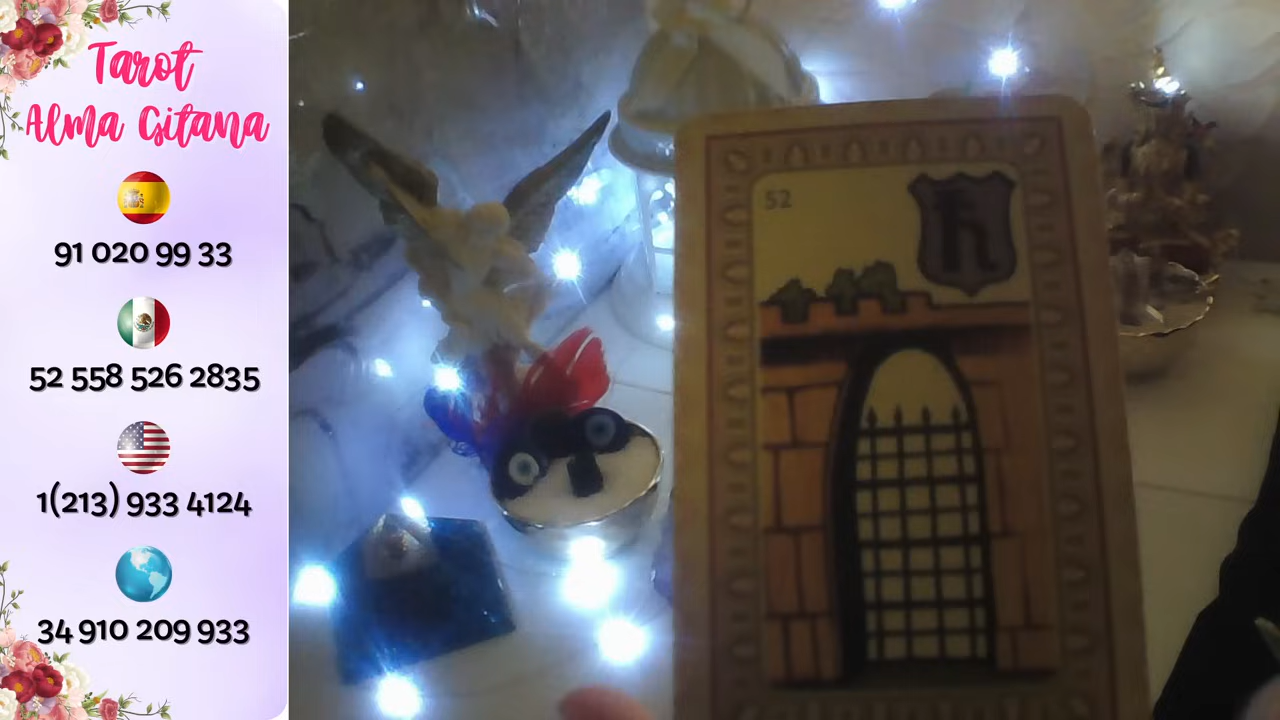 Tarot
Alma Gitana
91 020 99 33
52 558 526 2835
1(213) 933 4124
34 910 209 933
52
h